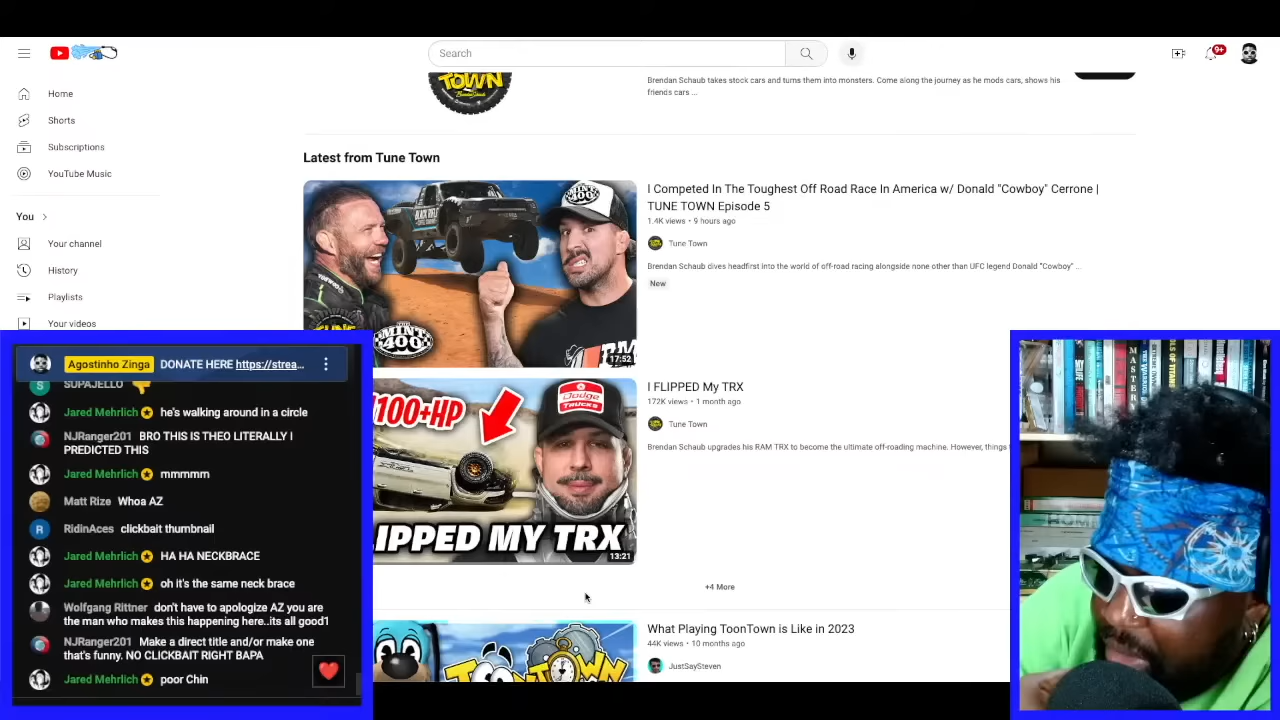 Search
9+
Home
Shorts
Subscriptions
YouTube Music
You
Your channel
History
Playlists
Your videos
TOWN
Brendan Schaub takes stock cars and turns them into monsters. Come along the journey as he mods cars, shows his
friends cars ...
Latest from Tune Town
THE MINT
400
17:52
I Competed In The Toughest Off Road Race In America w/ Donald "Cowboy" Cerrone |
TUNE TOWN Episode 5
1.4K views • 9 hours ago
Tune Town
Brendan Schaub dives headfirst into the world of off-road racing alongside none other than UFC legend Donald "Cowboy" ...
New
100+HP
Dodge
TRUCKS
IPPED MY TRX
13:21
I FLIPPED My TRX
172K views • 1 month ago
Tune Town
Brendan Schaub upgrades his RAM TRX to become the ultimate off-roading machine. However, things
+4 More
TOONTOWN
What Playing ToonTown is Like in 2023
44K views • 10 months ago
JustSaySteven
Agostinho Zinga DONATE HERE https://strea...
SUPAJELLO
Jared Mehrlich he's walking around in a circle
NJRanger201 BRO THIS IS THEO LITERALLY I
PREDICTED THIS
Jared Mehrlich mmmmm
Matt Rize Whoa AZ
RidinAces clickbait thumbnail
Jared Mehrlich HA HA NECKBRACE
Jared Mehrlich oh it's the same neck brace
Wolfgang Rittner don't have to apologize AZ you are
the man who makes this happening here..its all good1
NJRanger201 Make a direct title and/or make one
that's funny. NO CLICKBAIT RIGHT BAPA
Jared Mehrlich poor Chin